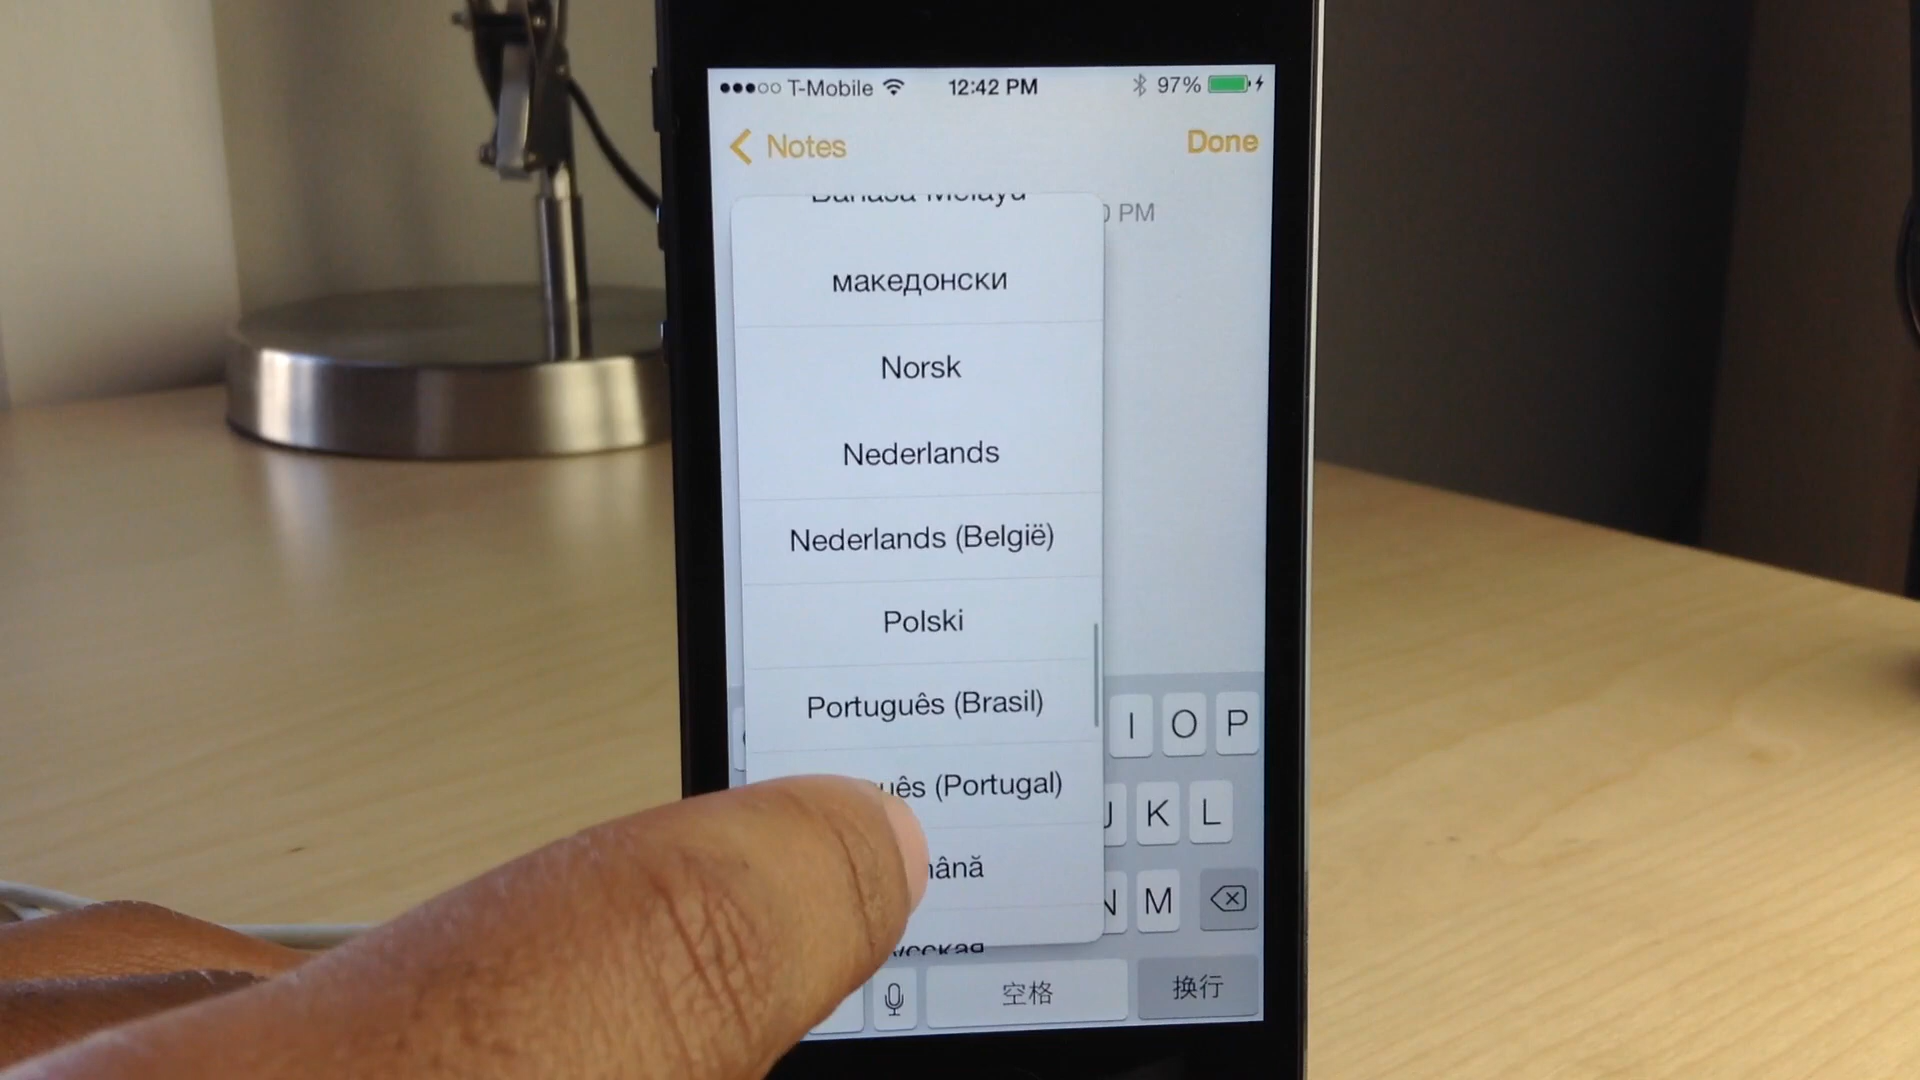 T-Mobile 12:42 PM 97%
Notes Done
PM
македонски
Norsk
Nederlands
Nederlands (België)
Polski
Português (Brasil)
(Portugal)
I O P
J K L
N M
空格 换行